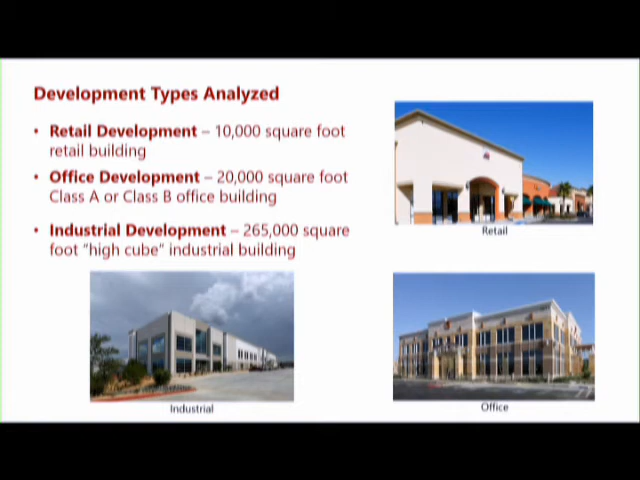 Development Types Analyzed
• Retail Development – 10,000 square foot
retail building
• Office Development – 20,000 square foot
Class A or Class B office building
• Industrial Development – 265,000 square
foot “high cube” industrial building
Retail
Industrial
Office